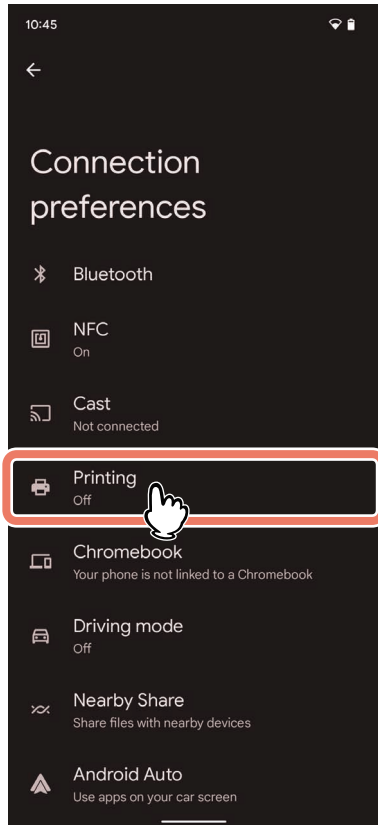 10:45
Connection
preferences
Bluetooth
NFC
On
Cast
Not connected
Printing
Off
Chromebook
Your phone is not linked to a Chromebook
Driving mode
Off
Nearby Share
Share files with nearby devices
Android Auto
Use apps on your car screen